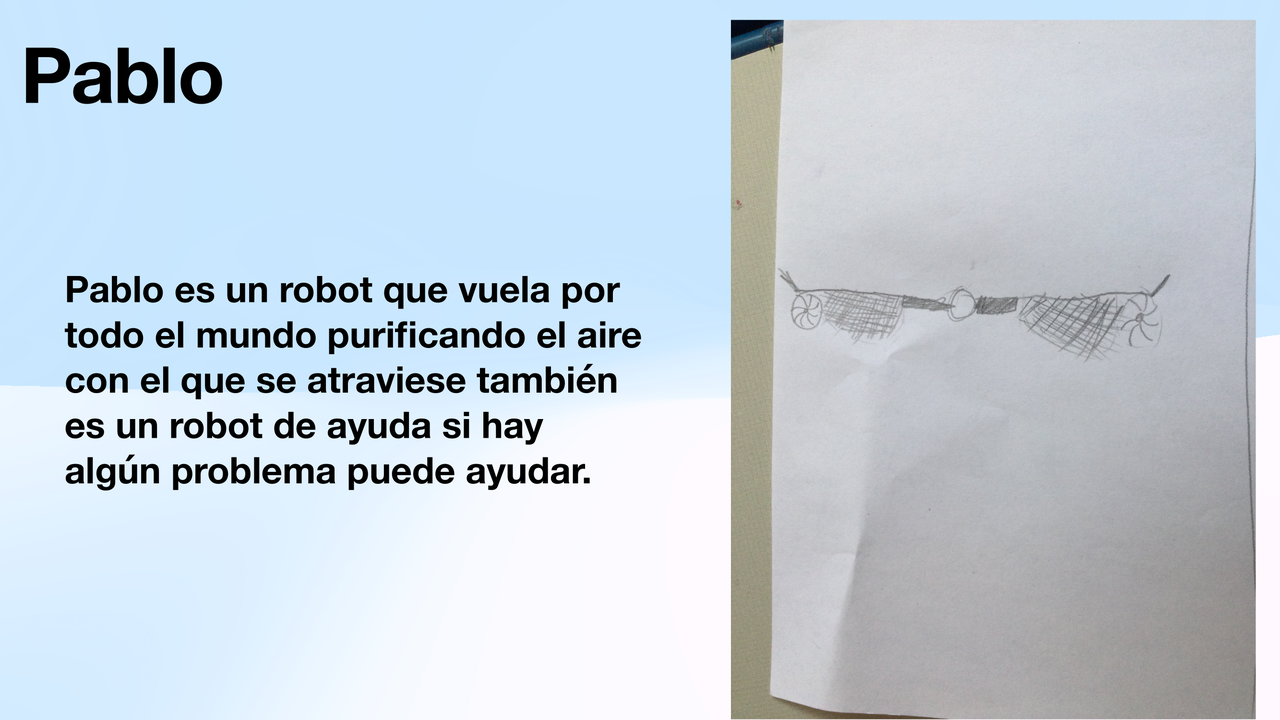 Pablo
Pablo es un robot que vuela por
todo el mundo purificando el aire
con el que se atraviese también
es un robot de ayuda si hay
algún problema puede ayudar.